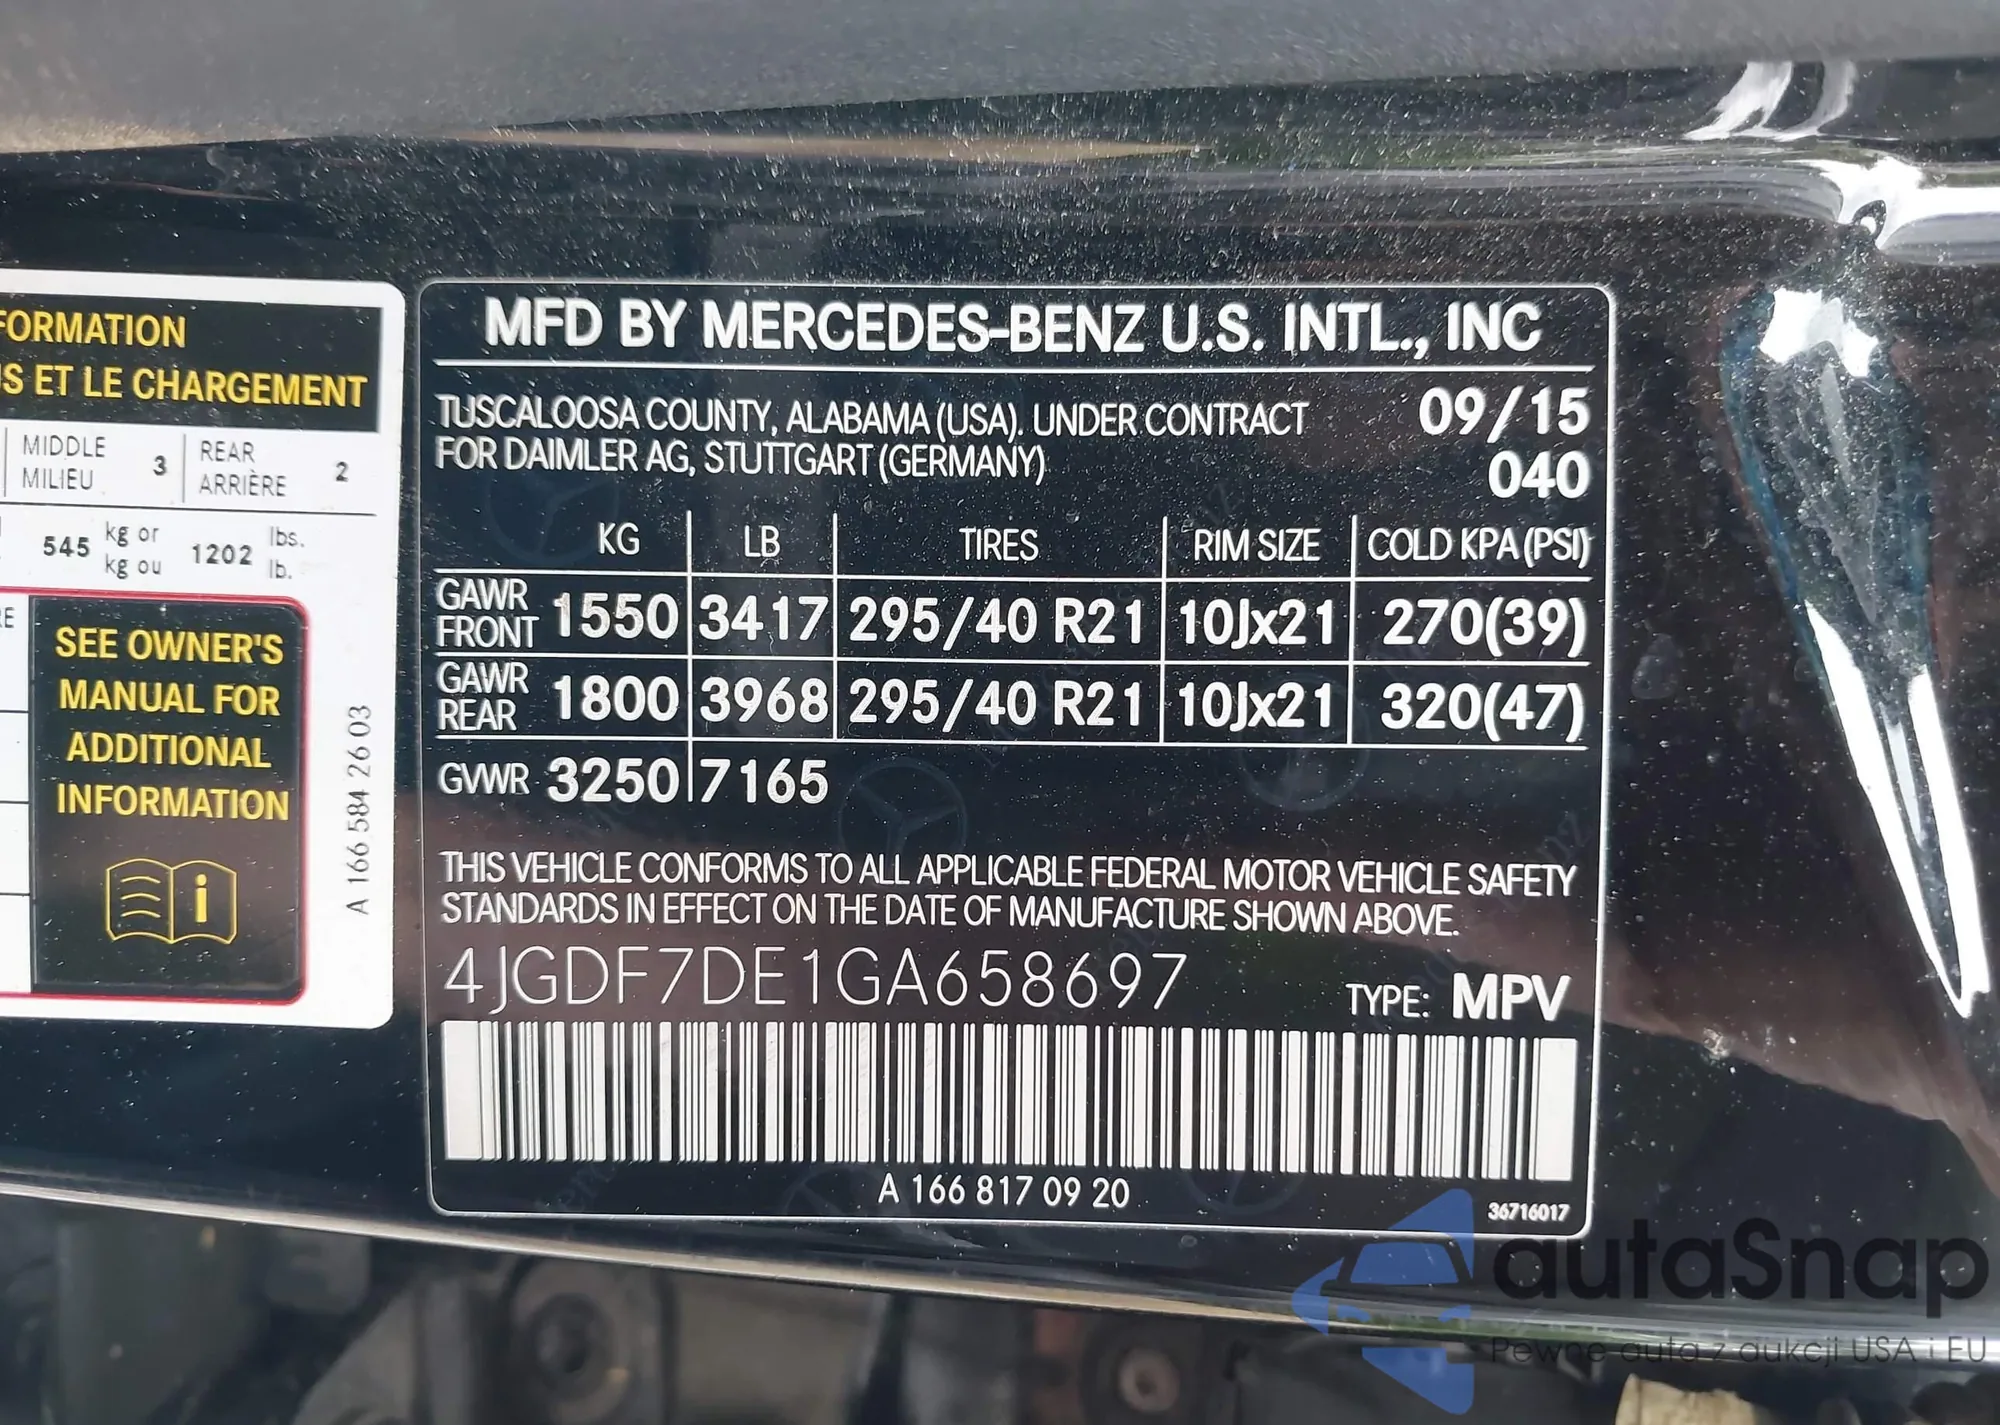 FORMATION
US ET LE CHARGEMENT
MIDDLE
MILIEU 3
REAR
ARRIÈRE 2
545 kg or
kg ou 1202 lbs.
lb.
SEE OWNER'S
MANUAL FOR
ADDITIONAL
INFORMATION
A 166 584 26 03
MFD BY MERCEDES-BENZ U.S. INTL., INC
TUSCALOOSA COUNTY, ALABAMA (USA). UNDER CONTRACT 09/15
FOR DAIMLER AG, STUTTGART (GERMANY) 040
KG LB TIRES RIM SIZE COLD KPA (PSI)
GAWR FRONT 1550 3417 295/40 R21 10Jx21 270(39)
GAWR REAR 1800 3968 295/40 R21 10Jx21 320(47)
GVWR 3250 7165
THIS VEHICLE CONFORMS TO ALL APPLICABLE FEDERAL MOTOR VEHICLE SAFETY
STANDARDS IN EFFECT ON THE DATE OF MANUFACTURE SHOWN ABOVE.
4JGDF7DE1GA658697 TYPE: MPV
A 166 817 09 20
36716017
autaSnap
Pewne auta z aukcji USA i EU